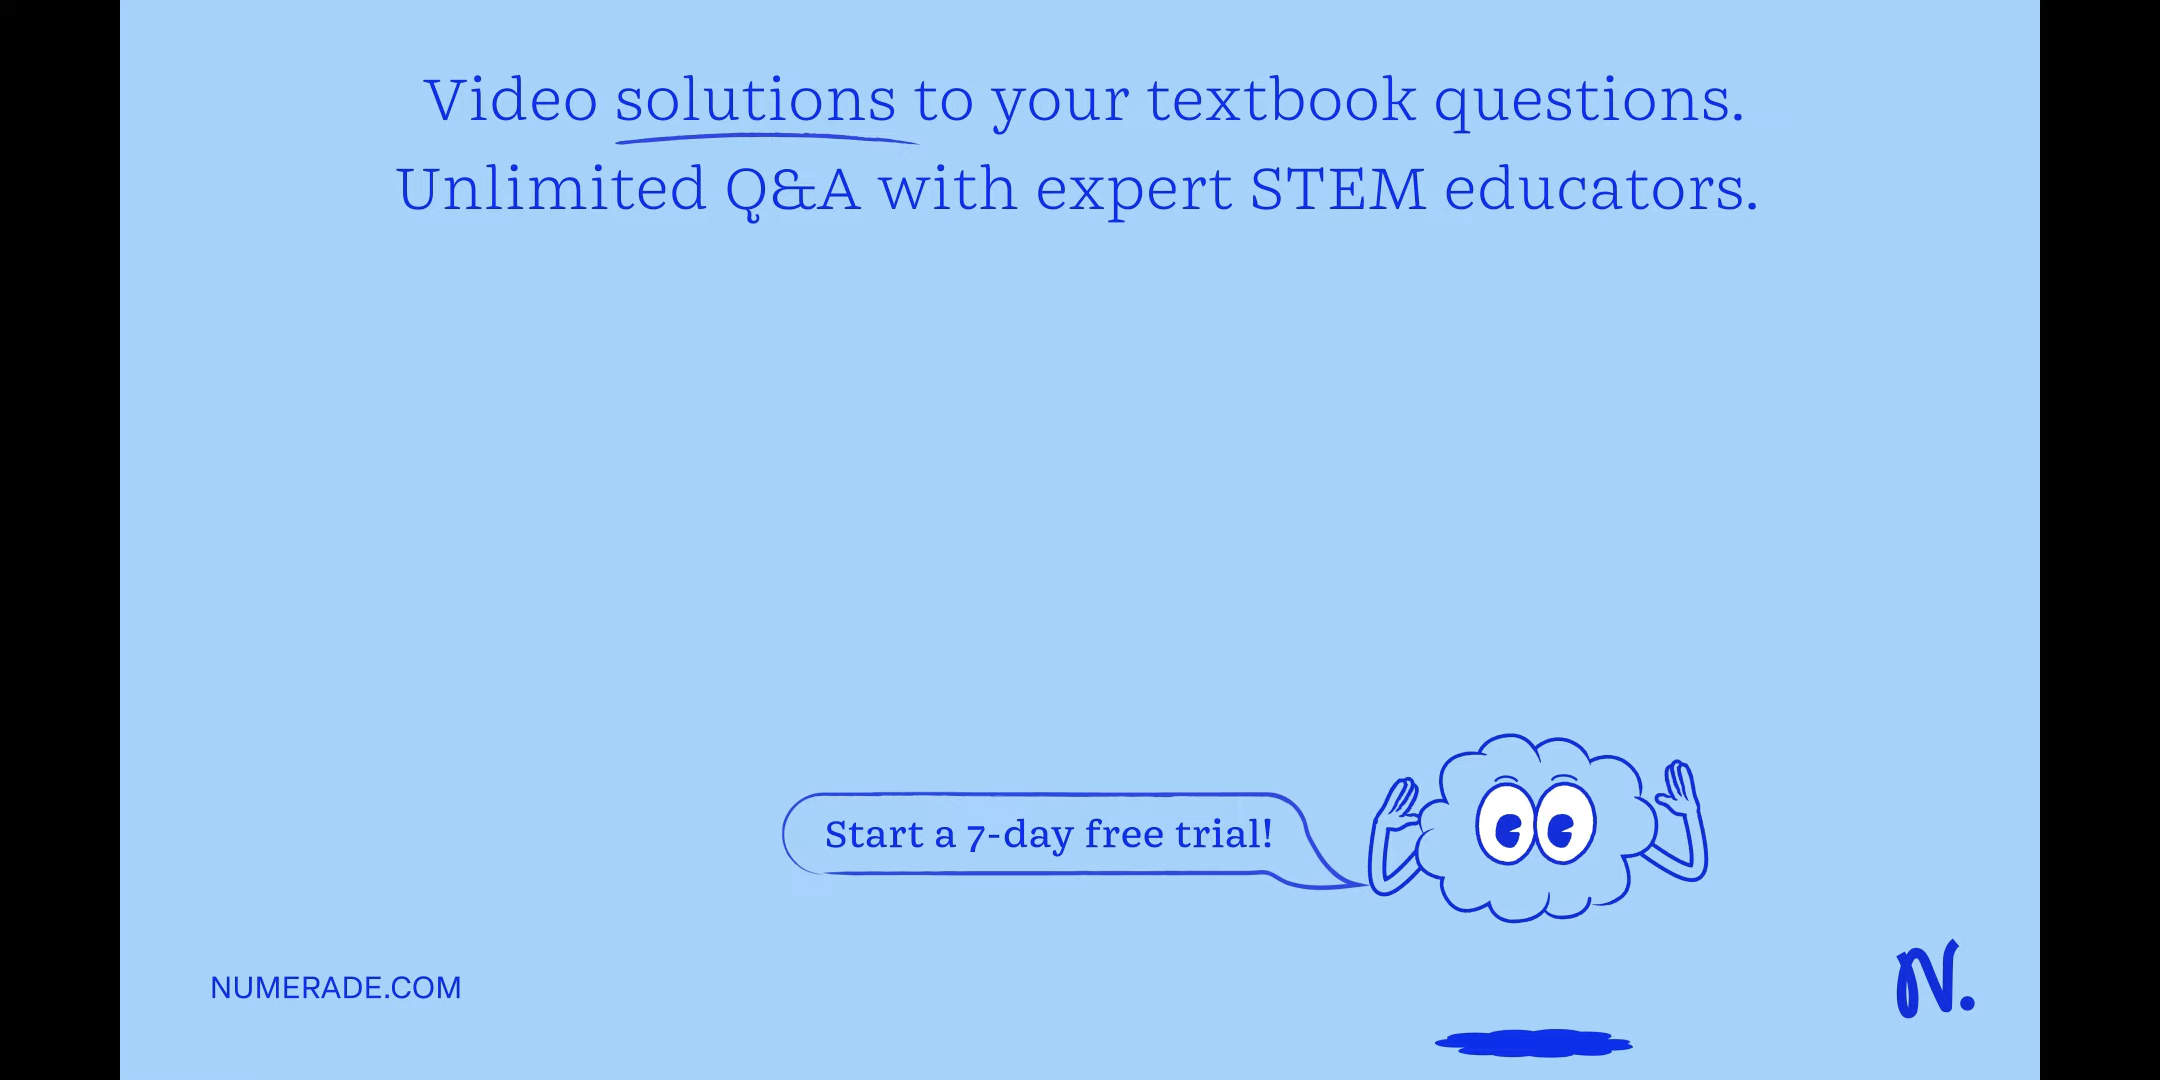 Video solutions to your textbook questions.
Unlimited Q&A with expert STEM educators.
Start a 7-day free trial!
NUMERADE.COM
N.